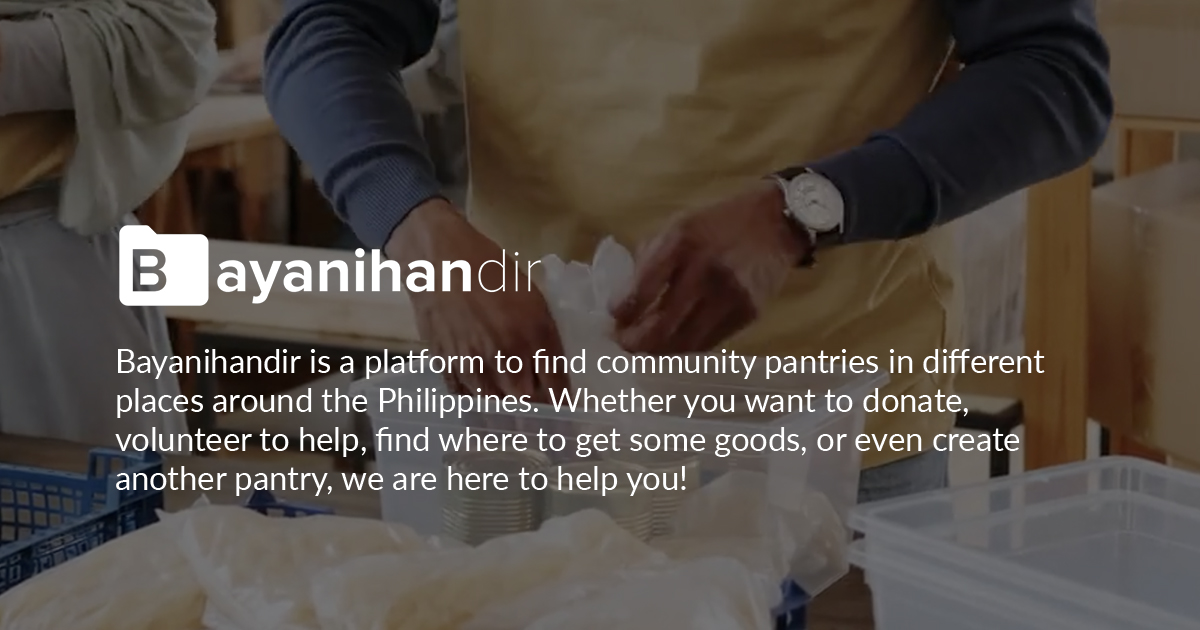 Bayanihandir
Bayanihandir is a platform to find community pantries in different
places around the Philippines. Whether you want to donate,
volunteer to help, find where to get some goods, or even create
another pantry, we are here to help you!